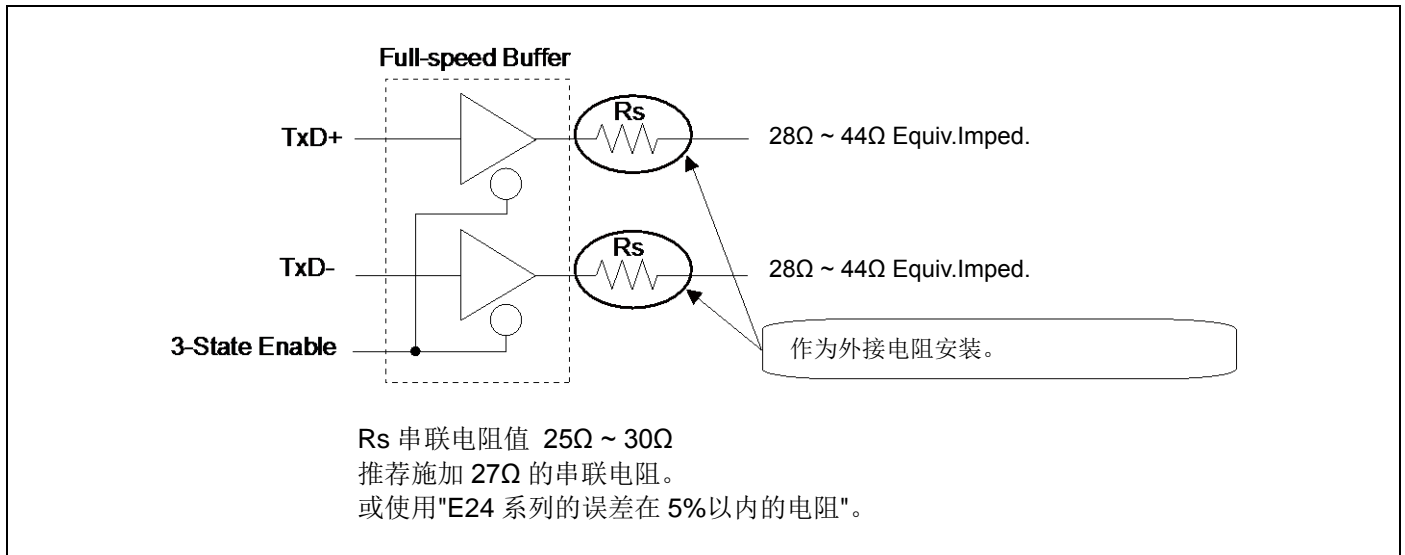 Full-speed Buffer
Rs
TxD+
28Ω ~ 44Ω Equiv.Imped.
Rs
TxD-
28Ω ~ 44Ω Equiv.Imped.
3-State Enable
作为外接电阻安装。
Rs 串联电阻值 25Ω ~ 30Ω
推荐施加 27Ω 的串联电阻。
或使用"E24 系列的误差在 5%以内的电阻"。